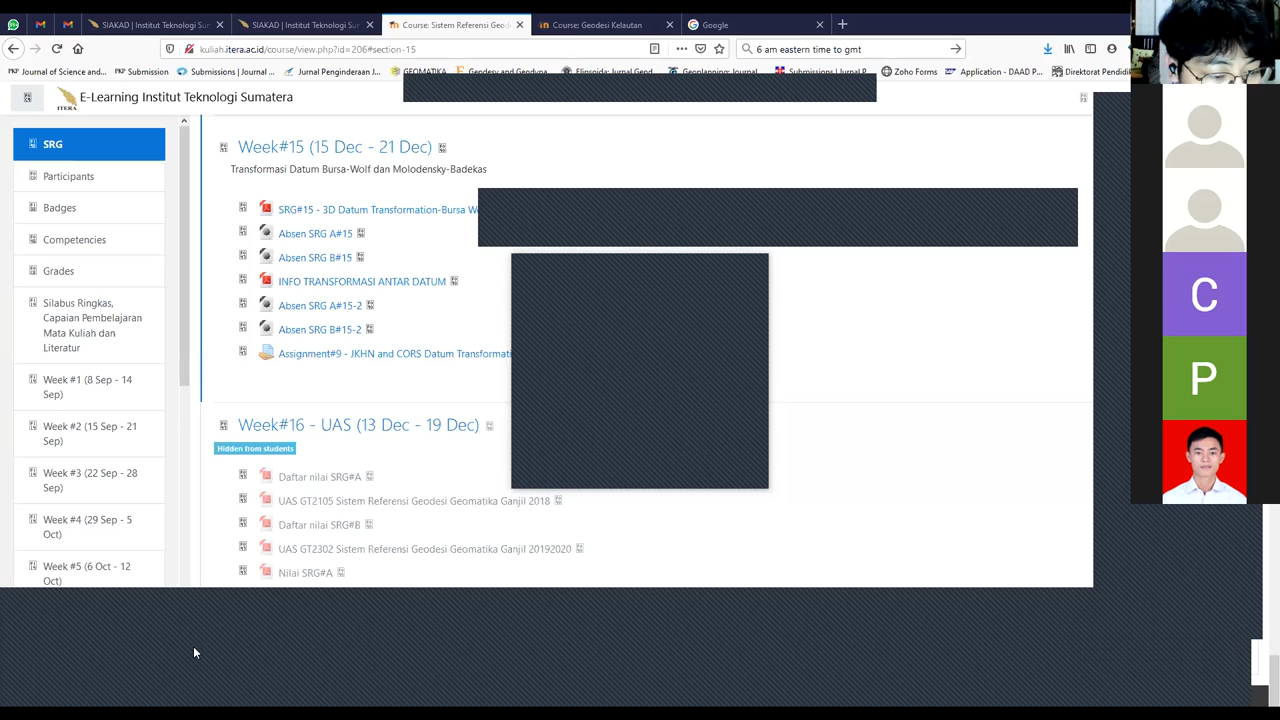 SIAKAD | Institut Teknologi Sum
SIAKAD | Institut Teknologi Sum
Course: Sistem Referensi Geod
Course: Geodesi Kelautan
Google
kuliah.itera.ac.id/course/view.php?id=206#section-15
6 am eastern time to gmt
Journal of Science and...
Submission
Submissions | Journal ...
Jurnal Penginderaan J...
GEOMATIKA
Geodesy and Geodyna...
Flipsoide: Jurnal Geod...
Geoplanning: Journal...
Submissions | Journal P...
Zoho Forms
Application - DAAD P...
Direktorat Pendidik
E-Learning Institut Teknologi Sumatera
ITERA
SRG
Participants
Badges
Competencies
Grades
Silabus Ringkas,
Capaian Pembelajaran
Mata Kuliah dan
Literatur
Week #1 (8 Sep - 14
Sep)
Week #2 (15 Sep - 21
Sep)
Week #3 (22 Sep - 28
Sep)
Week #4 (29 Sep - 5
Oct)
Week #5 (6 Oct - 12
Oct)
Week#15 (15 Dec - 21 Dec)
Transformasi Datum Bursa-Wolf dan Molodensky-Badekas
SRG#15 - 3D Datum Transformation-Bursa W
Absen SRG A#15
Absen SRG B#15
INFO TRANSFORMASI ANTAR DATUM
Absen SRG A#15-2
Absen SRG B#15-2
Assignment#9 - JKHN and CORS Datum Transformati
Week#16 - UAS (13 Dec - 19 Dec)
Hidden from students
Daftar nilai SRG#A
UAS GT2105 Sistem Referensi Geodesi Geomatika Ganjil 2018
Daftar nilai SRG#B
UAS GT2302 Sistem Referensi Geodesi Geomatika Ganjil 20192020
Nilai SRG#A
C
P